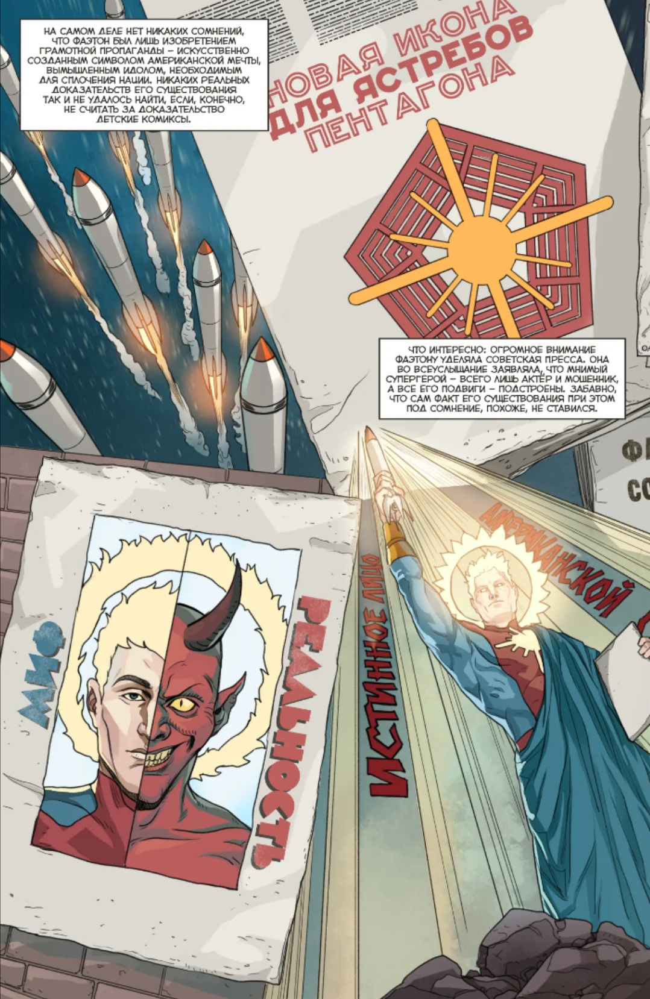 НА САМОМ ДЕЛЕ НЕТ НИКАКИХ СОМНЕНИЙ,
ЧТО ФАЭТОН БЫЛ ЛИШЬ ИЗОБРЕТЕНИЕМ
ГРАМОТНОЙ ПРОПАГАНДЫ – ИСКУССТВЕННО
СОЗДАННЫМ СИМВОЛОМ АМЕРИКАНСКОЙ МЕЧТЫ,
ВЫМЫШЛЕННЫМ ИДОЛОМ, НЕОБХОДИМЫМ
ДЛЯ СПЛОЧЕНИЯ НАЦИИ. НИКАКИХ РЕАЛЬНЫХ
ДОКАЗАТЕЛЬСТВ ЕГО СУЩЕСТВОВАНИЯ
ТАК И НЕ УДАЛОСЬ НАЙТИ, ЕСЛИ, КОНЕЧНО,
НЕ СЧИТАТЬ ЗА ДОКАЗАТЕЛЬСТВО
ДЕТСКИЕ КОМИКСЫ.
НОВАЯ ИКОНА
ДЛЯ ЯСТРЕБОВ
ПЕНТАГОНА
ЧТО ИНТЕРЕСНО: ОГРОМНОЕ ВНИМАНИЕ
ФАЭТОНУ УДЕЛЯЛА СОВЕТСКАЯ ПРЕССА. ОНА
ВО ВСЕУСЛЫШАНИЕ ЗАЯВЛЯЛА, ЧТО МНИМЫЙ
СУПЕРГЕРОЙ – ВСЕГО ЛИШЬ АКТЁР И МОШЕННИК,
А ВСЕ ЕГО ПОДВИГИ – ПОДСТРОЕНЫ. ЗАБАВНО,
ЧТО САМ ФАКТ ЕГО СУЩЕСТВОВАНИЯ ПРИ ЭТОМ
ПОД СОМНЕНИЕ, ПОХОЖЕ, НЕ СТАВИЛСЯ.
МИФ
РЕАЛЬНОСТЬ
ИСТИННОЕ ЛИЦО
АМЕРИКАНСКОЙ